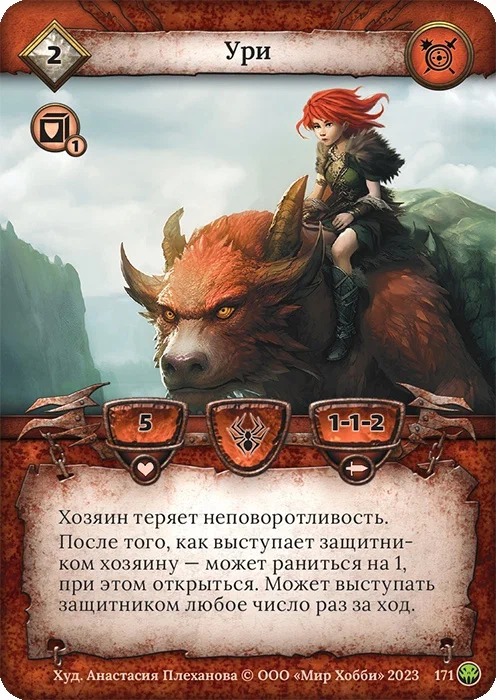 2
Ури
1
5
1-1-2
Хозяин теряет неповоротливость.
После того, как выступает защитни-
ком хозяину — может раниться на 1,
при этом открыться. Может выступать
защитником любое число раз за ход.
Худ. Анастасия Плеханова © ООО «Мир Хобби» 2023 171